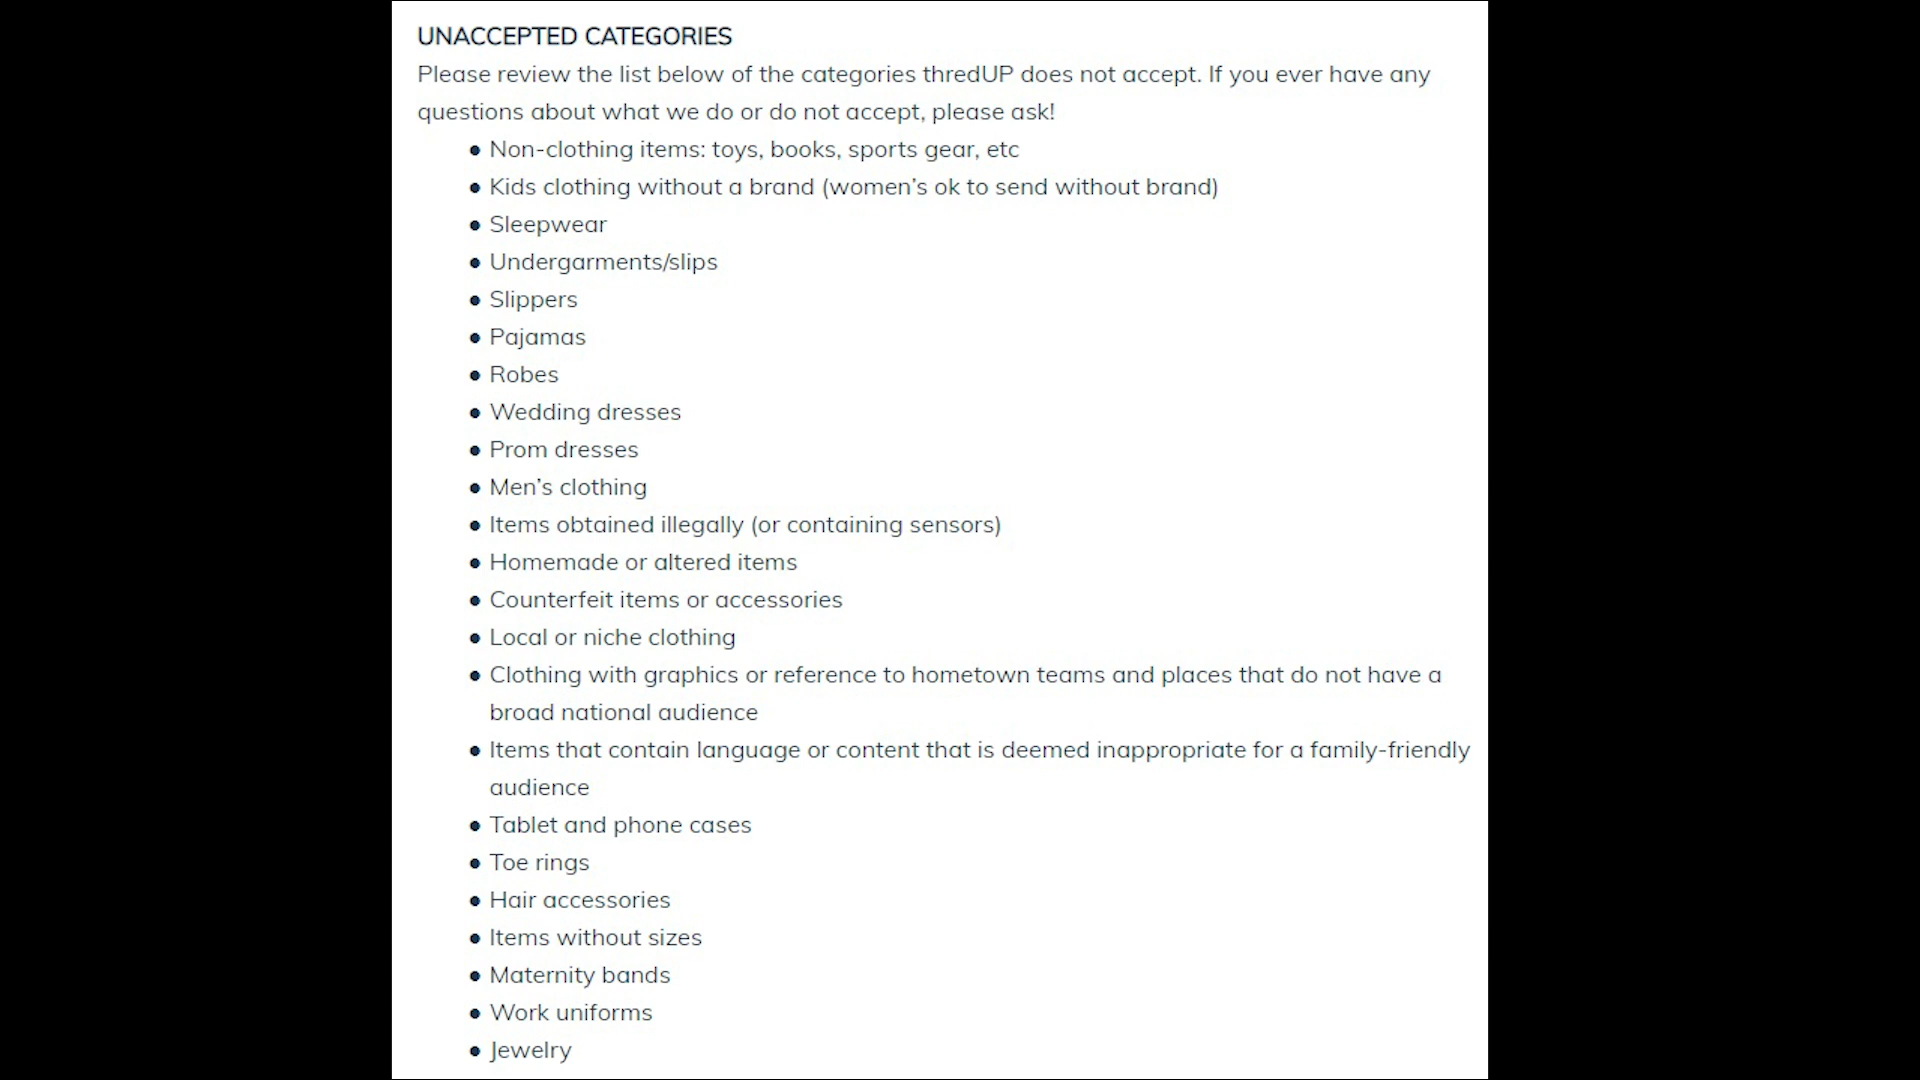 UNACCEPTED CATEGORIES
Please review the list below of the categories thredUP does not accept. If you ever have any
questions about what we do or do not accept, please ask!
● Non-clothing items: toys, books, sports gear, etc
● Kids clothing without a brand (women's ok to send without brand)
● Sleepwear
● Undergarments/slips
● Slippers
● Pajamas
● Robes
● Wedding dresses
● Prom dresses
● Men's clothing
● Items obtained illegally (or containing sensors)
● Homemade or altered items
● Counterfeit items or accessories
● Local or niche clothing
● Clothing with graphics or reference to hometown teams and places that do not have a
broad national audience
● Items that contain language or content that is deemed inappropriate for a family-friendly
audience
● Tablet and phone cases
● Toe rings
● Hair accessories
● Items without sizes
● Maternity bands
● Work uniforms
● Jewelry